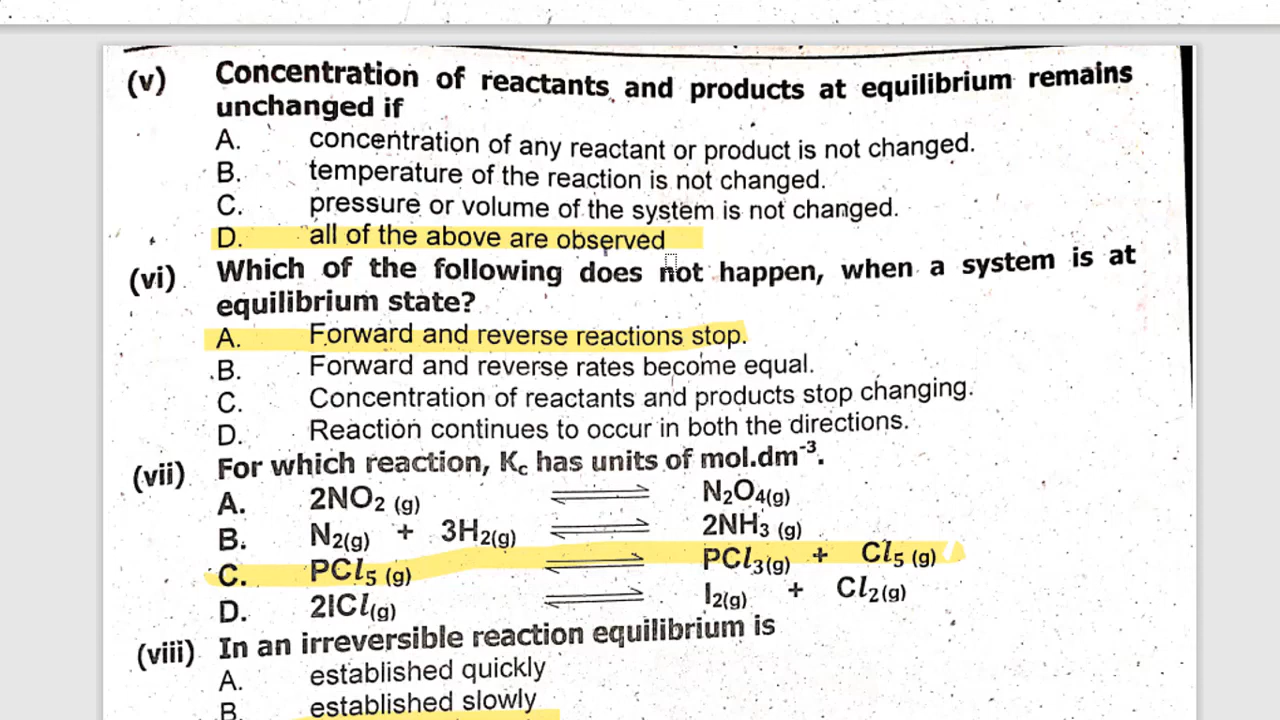 (v) Concentration of reactants and products at equilibrium remains
unchanged if
A. concentration of any reactant or product is not changed.
B. temperature of the reaction is not changed.
C. pressure or volume of the system is not changed.
D. all of the above are observed
(vi) Which of the following does not happen, when a system is at
equilibrium state?
A. Forward and reverse reactions stop.
B. Forward and reverse rates become equal.
C. Concentration of reactants and products stop changing.
D. Reaction continues to occur in both the directions.
(vii) For which reaction, K꜀ has units of mol.dm⁻³.
A. 2NO₂ (g) ⇌ N₂O₄(g)
B. N₂(g) + 3H₂(g) ⇌ 2NH₃ (g)
C. PCl₅ (g) ⇌ PCl₃(g) + Cl₅ (g)
D. 2ICl(g) ⇌ I₂(g) + Cl₂(g)
(viii) In an irreversible reaction equilibrium is
A. established quickly
B. established slowly